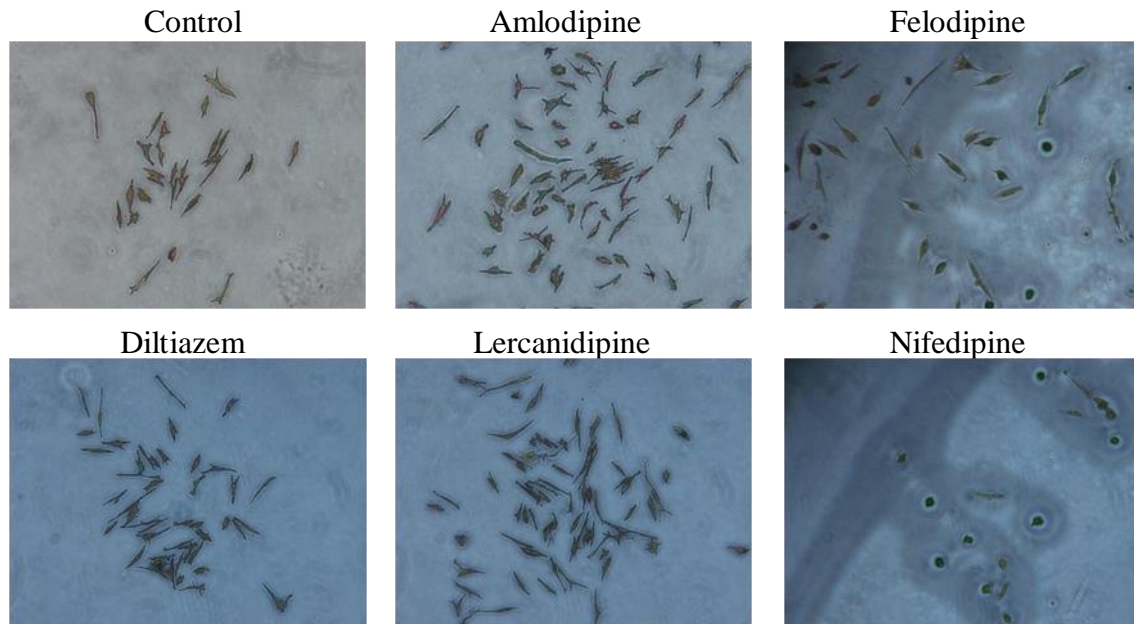 Control
Amlodipine
Felodipine
Diltiazem
Lercanidipine
Nifedipine